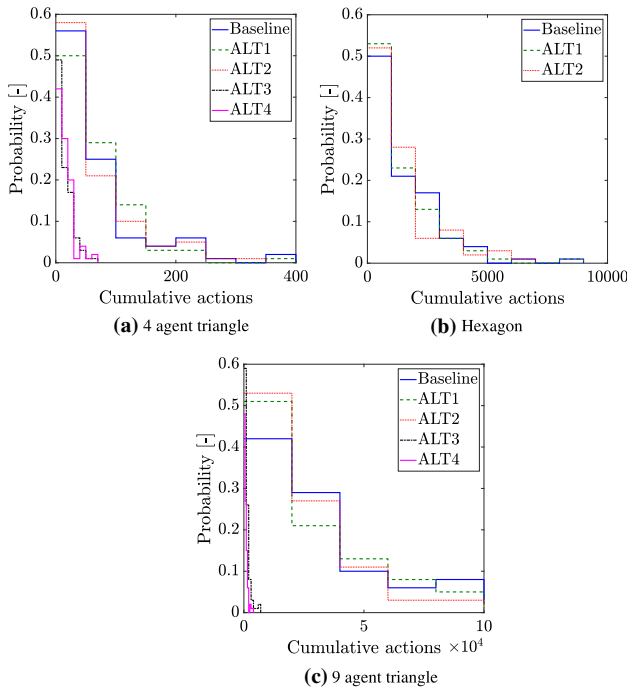 0.6
0.5
0.4
0.3
0.2
0.1
0
Probability [-]
0 200 400
Cumulative actions
Baseline
ALT1
ALT2
ALT3
ALT4
(a) 4 agent triangle
0.6
0.5
0.4
0.3
0.2
0.1
0
Probability [-]
0 5000 10000
Cumulative actions
Baseline
ALT1
ALT2
(b) Hexagon
0.6
0.5
0.4
0.3
0.2
0.1
0
Probability [-]
0 5 10
Cumulative actions ×10⁴
Baseline
ALT1
ALT2
ALT3
ALT4
(c) 9 agent triangle